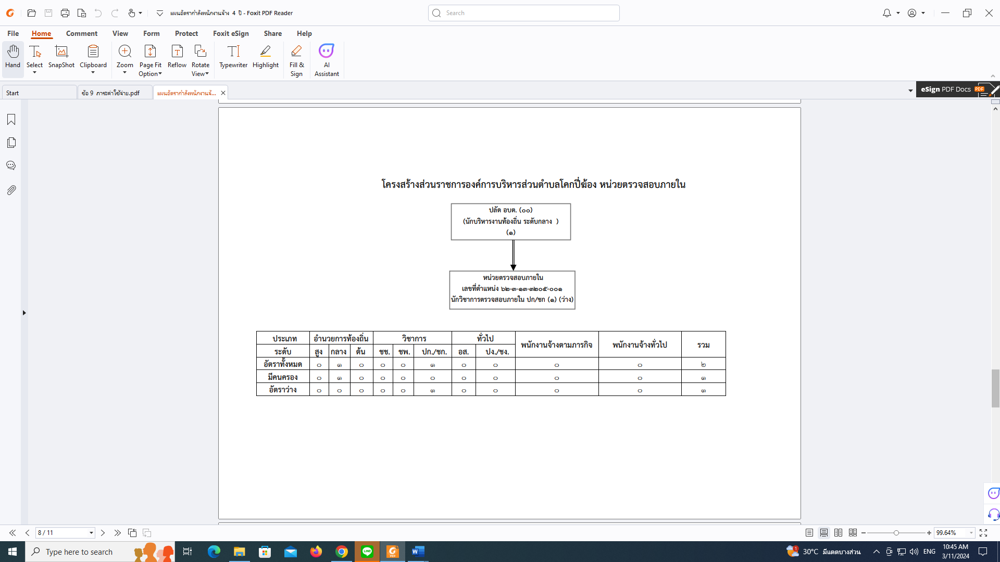 แผนอัตรากำลังพนักงานจ้าง 4 ปี - Foxit PDF Reader
Search
File Home Comment View Form Protect Foxit eSign Share Help
Hand Select SnapShot Clipboard Zoom Page Fit Option Reflow Rotate View Typewriter Highlight Fill & Sign AI Assistant
Start ข้อ 9 ภาระค่าใช้จ่าย.pdf แผนอัตรากำลังพนักงานจ้... eSign PDF Docs PDF
โครงสร้างส่วนราชการองค์การบริหารส่วนตำบลโคกปี่ฆ้อง หน่วยตรวจสอบภายใน
ปลัด อบต. (๐๐)
(นักบริหารงานท้องถิ่น ระดับกลาง )
(๑)
หน่วยตรวจสอบภายใน
เลขที่ตำแหน่ง ๖๒-๓-๑๓-๓๒๐๕-๐๐๑
นักวิชาการตรวจสอบภายใน ปก/ชก (๑) (ว่าง)
ประเภท อำนวยการท้องถิ่น วิชาการ ทั่วไป พนักงานจ้างตามภารกิจ พนักงานจ้างทั่วไป รวม
ระดับ สูง กลาง ต้น ชช. ชพ. ปก./ชก. อส. ปง./ชง.
อัตราทั้งหมด ๐ ๑ ๐ ๐ ๐ ๑ ๐ ๐ ๐ ๐ ๒
มีคนครอง ๐ ๑ ๐ ๐ ๐ ๐ ๐ ๐ ๐ ๐ ๑
อัตราว่าง ๐ ๐ ๐ ๐ ๐ ๑ ๐ ๐ ๐ ๐ ๑
8 / 11 99.64%
Type here to search 30°C มีแดดบางส่วน ENG 10:45 AM
3/11/2024